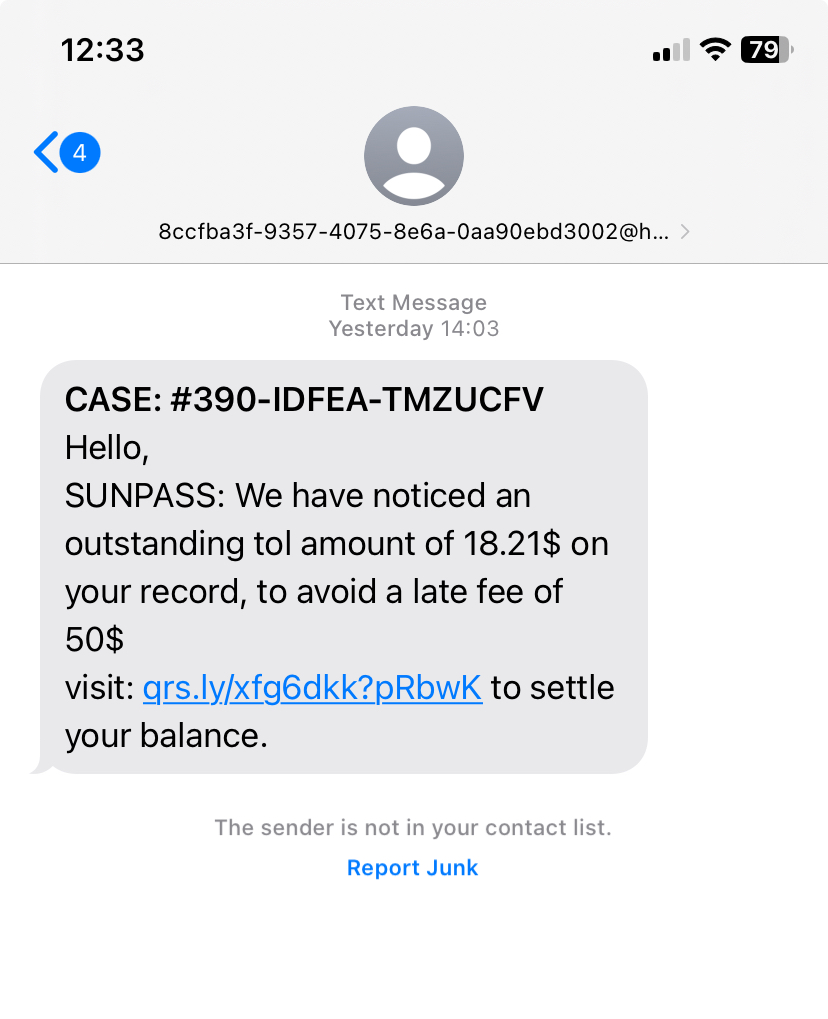 12:33
79
4
8ccfba3f-9357-4075-8e6a-0aa90ebd3002@h...
Text Message
Yesterday 14:03
CASE: #390-IDFEA-TMZUCFV
Hello,
SUNPASS: We have noticed an
outstanding tol amount of 18.21$ on
your record, to avoid a late fee of
50$
visit: qrs.ly/xfg6dkk?pRbwK to settle
your balance.
The sender is not in your contact list.
Report Junk